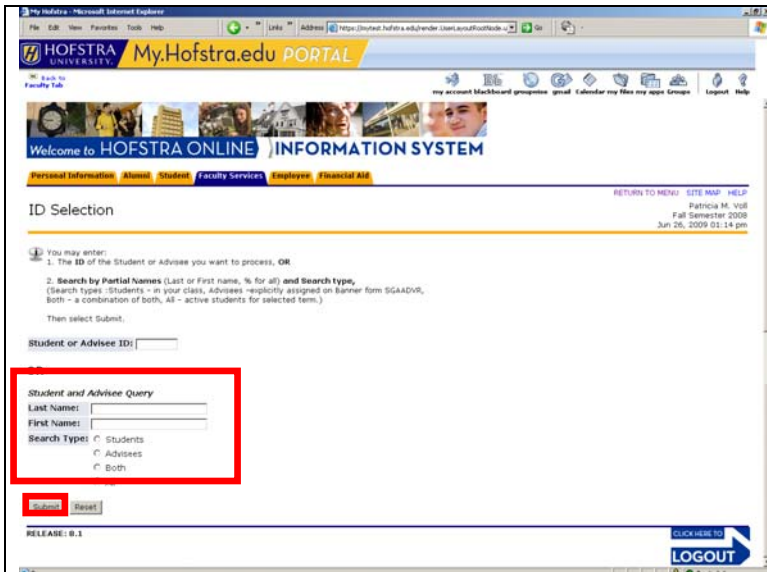 My Hofstra - Microsoft Internet Explorer
File Edit View Favorites Tools Help
Links Address Go
HOFSTRA UNIVERSITY. My.Hofstra.edu PORTAL
Back to
Faculty Tab
my account blackboard groupwise gmail Calendar my files my apps Groups Logout Help
Welcome to HOFSTRA ONLINE INFORMATION SYSTEM
Personal Information Alumni Student Faculty Services Employee Financial Aid
RETURN TO MENU SITE MAP HELP
ID Selection
Patricia M. Voll
Fall Semester 2008
Jun 26, 2009 01:14 pm
You may enter:
1. The ID of the Student or Advisee you want to process, OR
2. Search by Partial Names (Last or First name, % for all) and Search type,
(Search types :Students - in your class, Advisees -explicitly assigned on Banner form SGAADVR,
Both - a combination of both, All - active students for selected term.)
Then select Submit.
Student or Advisee ID:
Student and Advisee Query
Last Name:
First Name:
Search Type: Students
Advisees
Both
Submit Reset
RELEASE: 8.1
CLICK HERE TO
LOGOUT